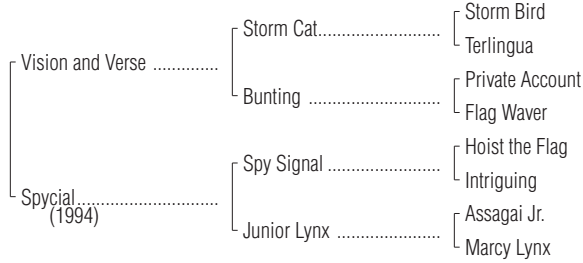 Storm Bird
Storm Cat..............................
Terlingua
Vision and Verse ..............
Private Account
Bunting ................................
Flag Waver
Hoist the Flag
Spy Signal ...........................
Intriguing
Spycial..............................
(1994)
Assagai Jr.
Junior Lynx .........................
Marcy Lynx